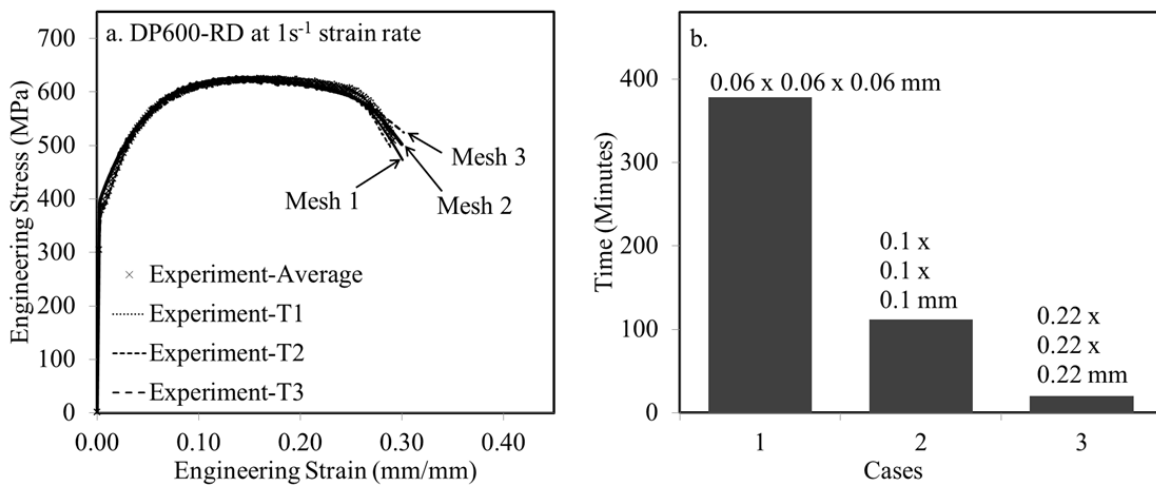 a. DP600-RD at 1s⁻¹ strain rate
700
600
500
400
300
200
100
0
Engineering Stress (MPa)
Mesh 3
Mesh 1
Mesh 2
Experiment-Average
Experiment-T1
Experiment-T2
Experiment-T3
0.00 0.10 0.20 0.30 0.40
Engineering Strain (mm/mm)
b.
400
300
200
100
0
Time (Minutes)
0.06 x 0.06 x 0.06 mm
0.1 x
0.1 x
0.1 mm
0.22 x
0.22 x
0.22 mm
1 2 3
Cases